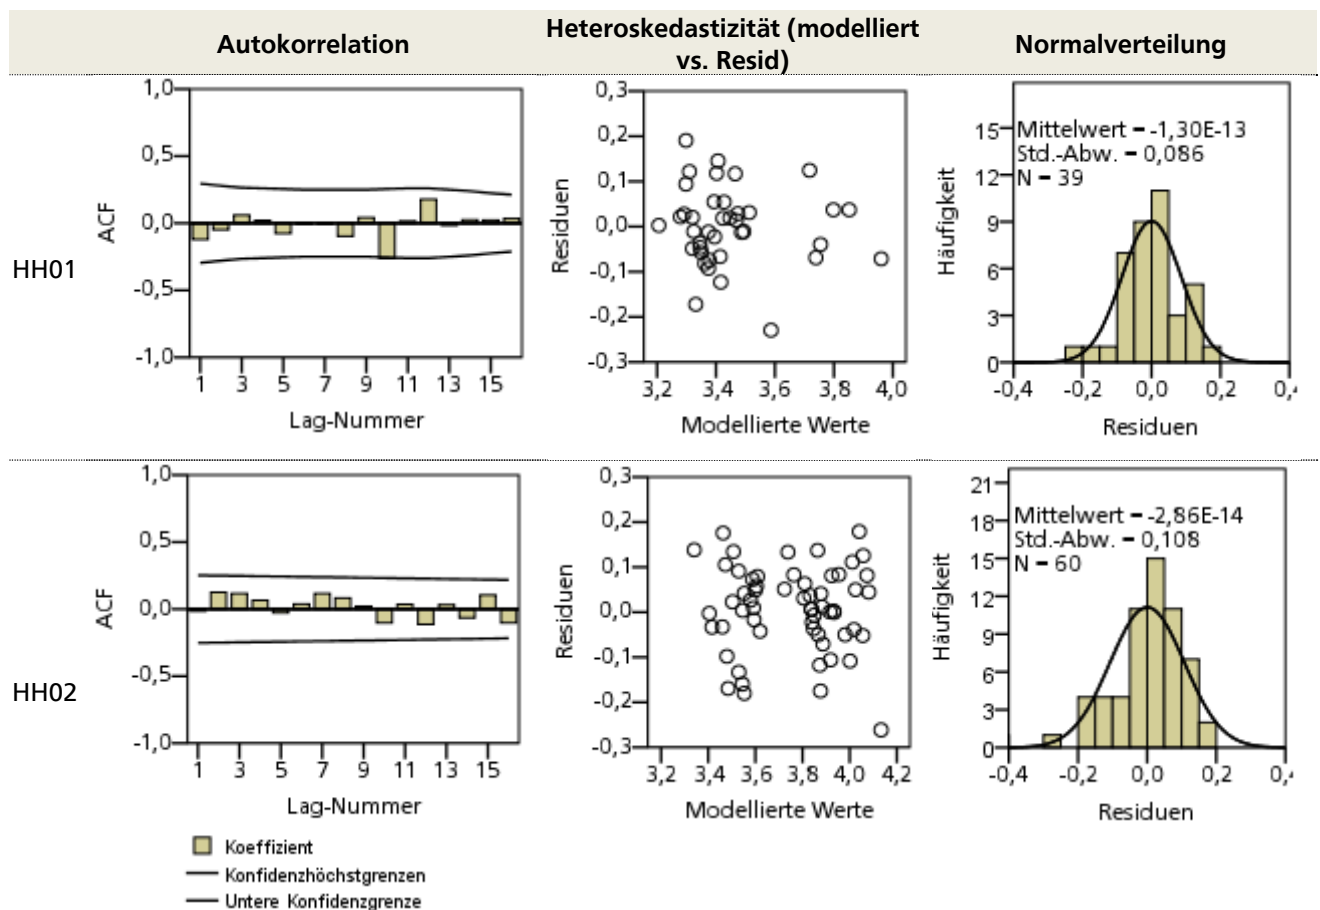 Autokorrelation
Heteroskedastizität (modelliert
vs. Resid)
Normalverteilung
HH01
1,0
0,5
0,0
-0,5
-1,0
ACF
1 3 5 7 9 11 13 15
Lag-Nummer
0,3
0,2
0,1
0,0
-0,1
-0,2
-0,3
Residuen
3,2 3,4 3,6 3,8 4,0
Modellierte Werte
Mittelwert = -1,30E-13
Std.-Abw. = 0,086
N = 39
15
12
9
6
3
0
Häufigkeit
-0,4 -0,2 0,0 0,2
Residuen
HH02
1,0
0,5
0,0
-0,5
-1,0
ACF
1 3 5 7 9 11 13 15
Lag-Nummer
0,3
0,2
0,1
0,0
-0,1
-0,2
-0,3
Residuen
3,2 3,4 3,6 3,8 4,0 4,2
Modellierte Werte
Mittelwert = -2,86E-14
Std.-Abw. = 0,108
N = 60
21
18
15
12
9
6
3
0
Häufigkeit
-0,4 -0,2 0,0 0,2
Residuen
Koeffizient
Konfidenzhöchstgrenzen
Untere Konfidenzgrenze